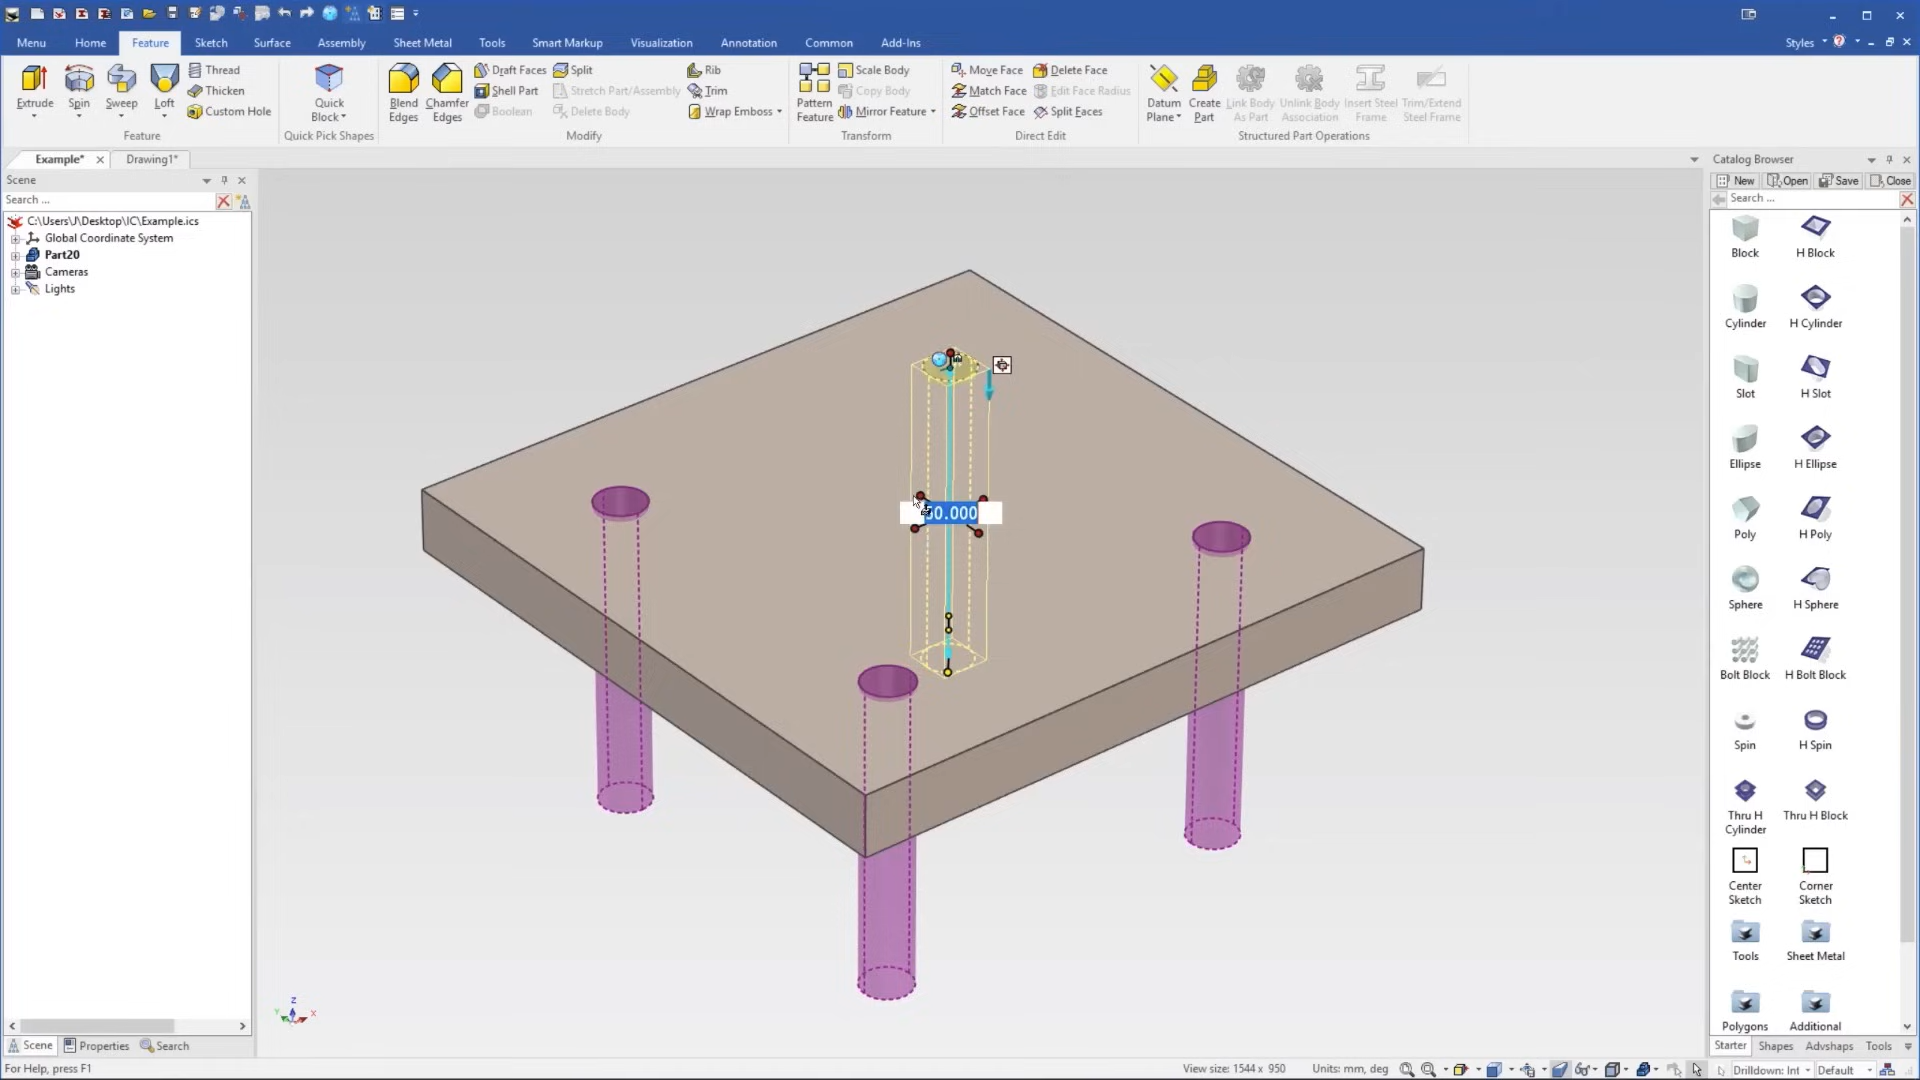 Menu Home Feature Sketch Surface Assembly Sheet Metal Tools Smart Markup Visualization Annotation Common Add-Ins Styles
Extrude Spin Sweep Loft
Thread
Thicken
Custom Hole
Feature
Quick Block
Quick Pick Shapes
Blend Edges
Chamfer Edges
Draft Faces Split
Shell Part Stretch Part/Assembly
Boolean Delete Body
Rib
Trim
Wrap Emboss
Modify
Pattern Feature
Scale Body
Copy Body
Mirror Feature
Transform
Move Face Delete Face
Match Face Edit Face Radius
Offset Face Split Faces
Direct Edit
Datum Plane
Create Part
Link Body As Part
Unlink Body Association
Insert Steel Frame
Trim/Extend Steel Frame
Structured Part Operations
Example* Drawing1*
Scene
Search ...
C:\Users\J\Desktop\IC\Example.ics
Global Coordinate System
Part20
Cameras
Lights
Z
Y X
Catalog Browser
New Open Save Close
Search ...
Block H Block
Cylinder H Cylinder
Slot H Slot
Ellipse H Ellipse
Poly H Poly
Sphere H Sphere
Bolt Block H Bolt Block
Spin H Spin
Thru H Cylinder Thru H Block
Center Sketch Corner Sketch
Tools Sheet Metal
Polygons Additional
Starter Shapes Advshaps Tools
Scene Properties Search
For Help, press F1
View size: 1544 x 950 Units: mm, deg
Drilldown: Int Default